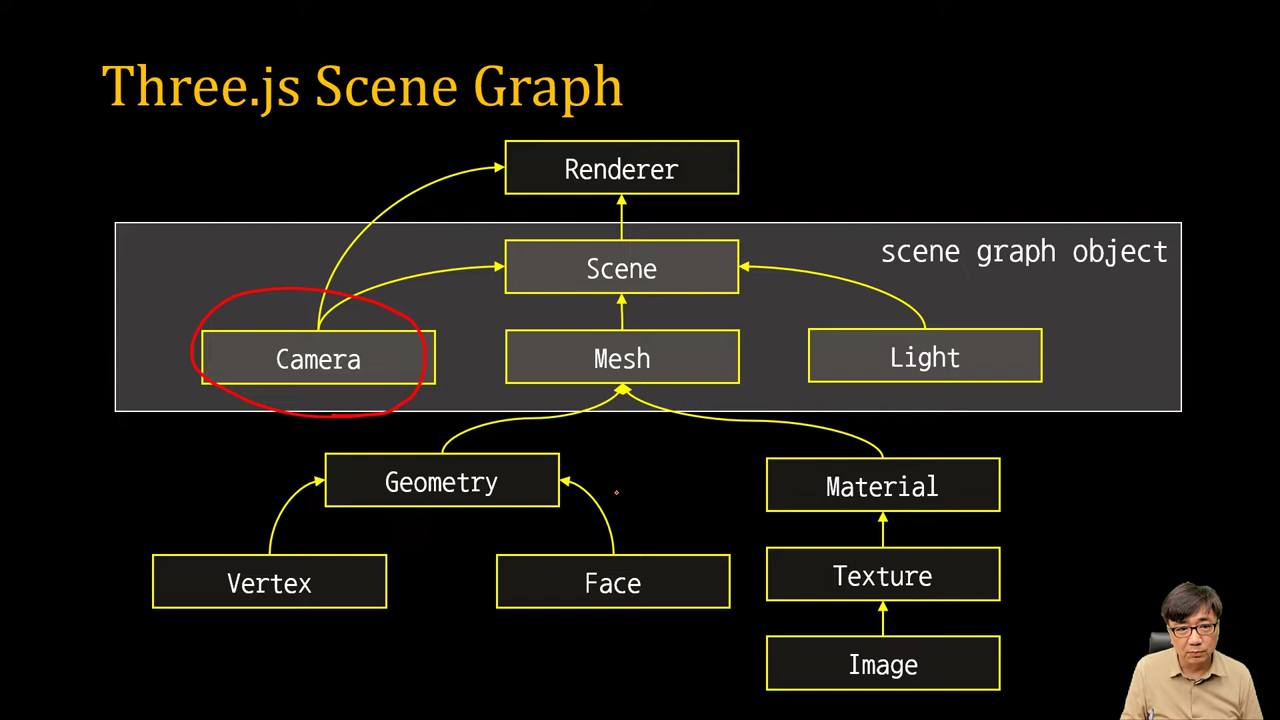 Three.js Scene Graph
Renderer
scene graph object
Scene
Camera
Mesh
Light
Geometry
Material
Vertex
Face
Texture
Image